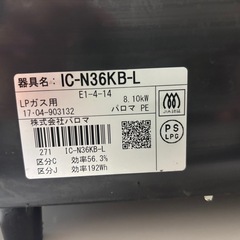 器具名: IC-N36KB-L
E1-4-14
LPガス用 8.10kW
17・04-903132 パロマ PE
株式会社パロマ
271 IC-N36KB-L
区分C 効率56.3%
区分J 効率192Wh
PS
LPG